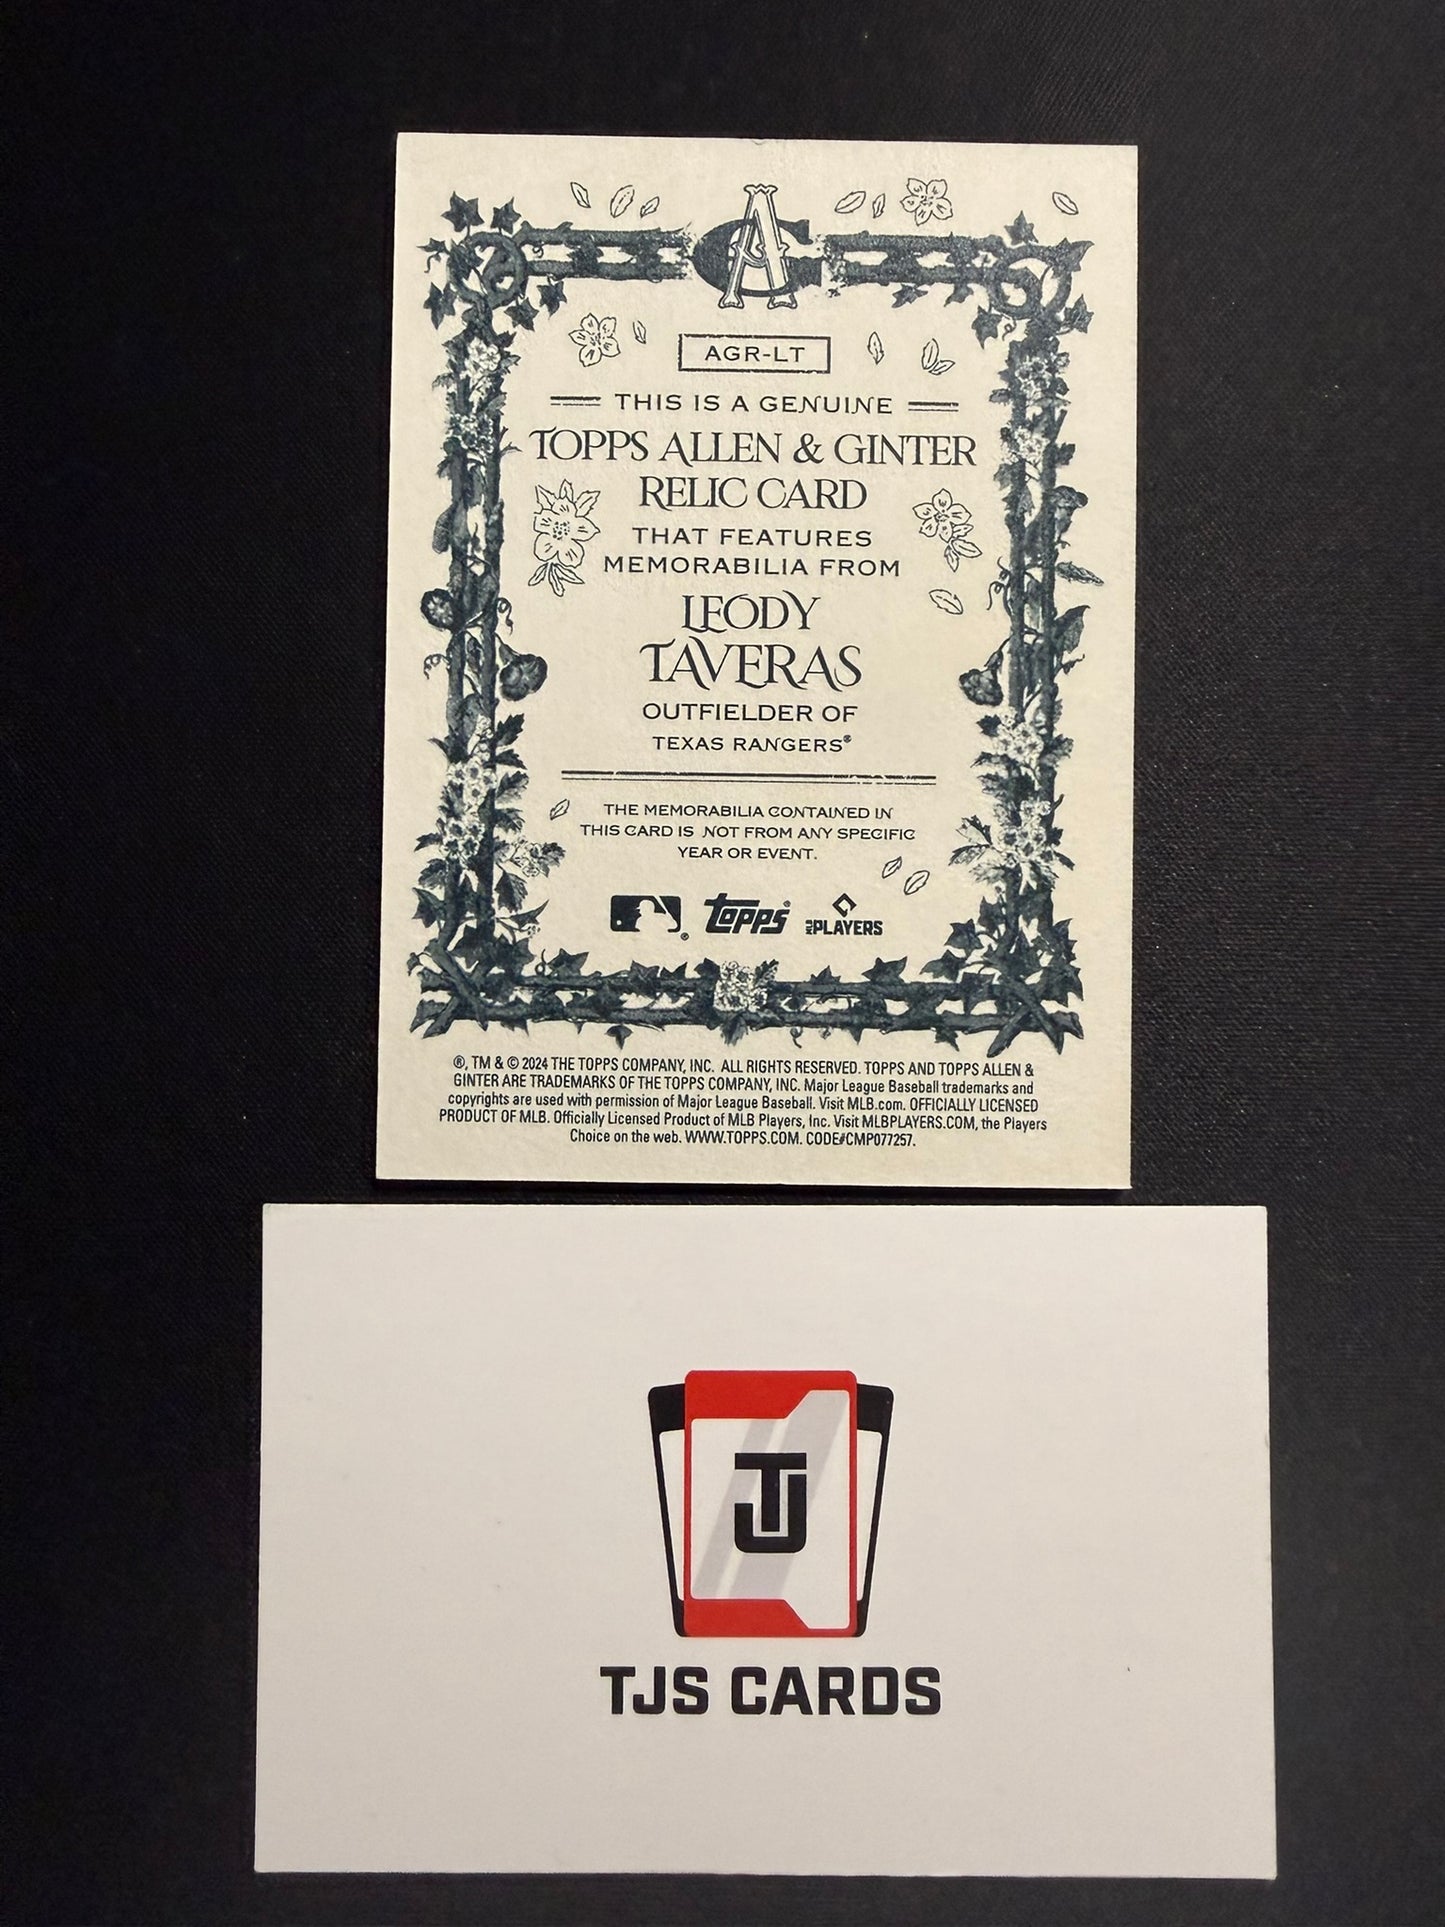 AG
AGR-LT
THIS IS A GENUINE
TOPPS ALLEN & GINTER
RELIC CARD
THAT FEATURES
MEMORABILIA FROM
LEODY
TAVERAS
OUTFIELDER OF
TEXAS RANGERS®
THE MEMORABILIA CONTAINED IN
THIS CARD IS NOT FROM ANY SPECIFIC
YEAR OR EVENT.
® topps® MLB PLAYERS
®, TM & © 2024 THE TOPPS COMPANY, INC. ALL RIGHTS RESERVED. TOPPS AND TOPPS ALLEN &
GINTER ARE TRADEMARKS OF THE TOPPS COMPANY, INC. Major League Baseball trademarks and
copyrights are used with permission of Major League Baseball. Visit MLB.com. OFFICIALLY LICENSED
PRODUCT OF MLB. Officially Licensed Product of MLB Players, Inc. Visit MLBPLAYERS.COM, the Players
Choice on the web. WWW.TOPPS.COM. CODE#CMP077257.
TJ
TJS CARDS